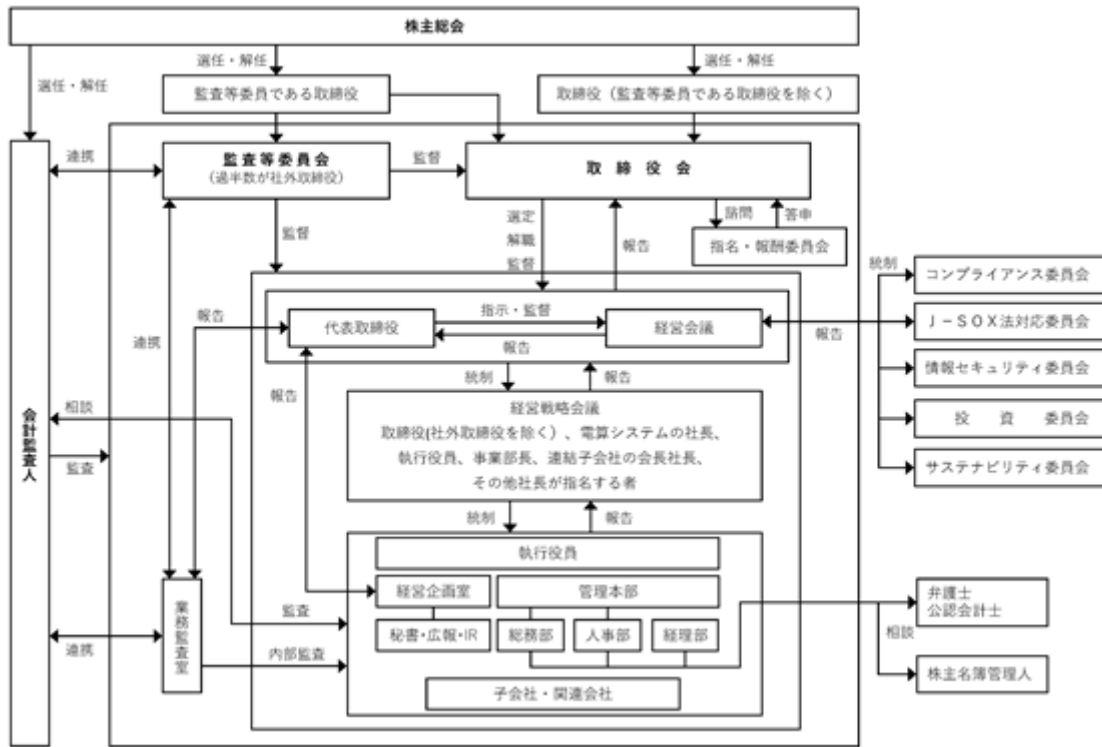 株主総会
選任・解任
選任・解任
選任・解任
監査等委員である取締役
取締役（監査等委員である取締役を除く）
連携
監査等委員会
（過半数が社外取締役）
監督
取締役会
監督
選定
解職
監督
報告
諮問
答申
指名・報酬委員会
統制
コンプライアンス委員会
J－SOX法対応委員会
情報セキュリティ委員会
投資委員会
サステナビリティ委員会
報告
報告
代表取締役
指示・監督
報告
経営会議
連携
報告
統制
報告
経営戦略会議
取締役(社外取締役を除く）、電算システムの社長、
執行役員、事業部長、連結子会社の会長社長、
その他社長が指名する者
会計監査人
相談
監査
統制
報告
執行役員
経営企画室
管理本部
秘書・広報・IR
総務部
人事部
経理部
子会社・関連会社
業務監査室
連携
監査
内部監査
弁護士
公認会計士
相談
株主名簿管理人